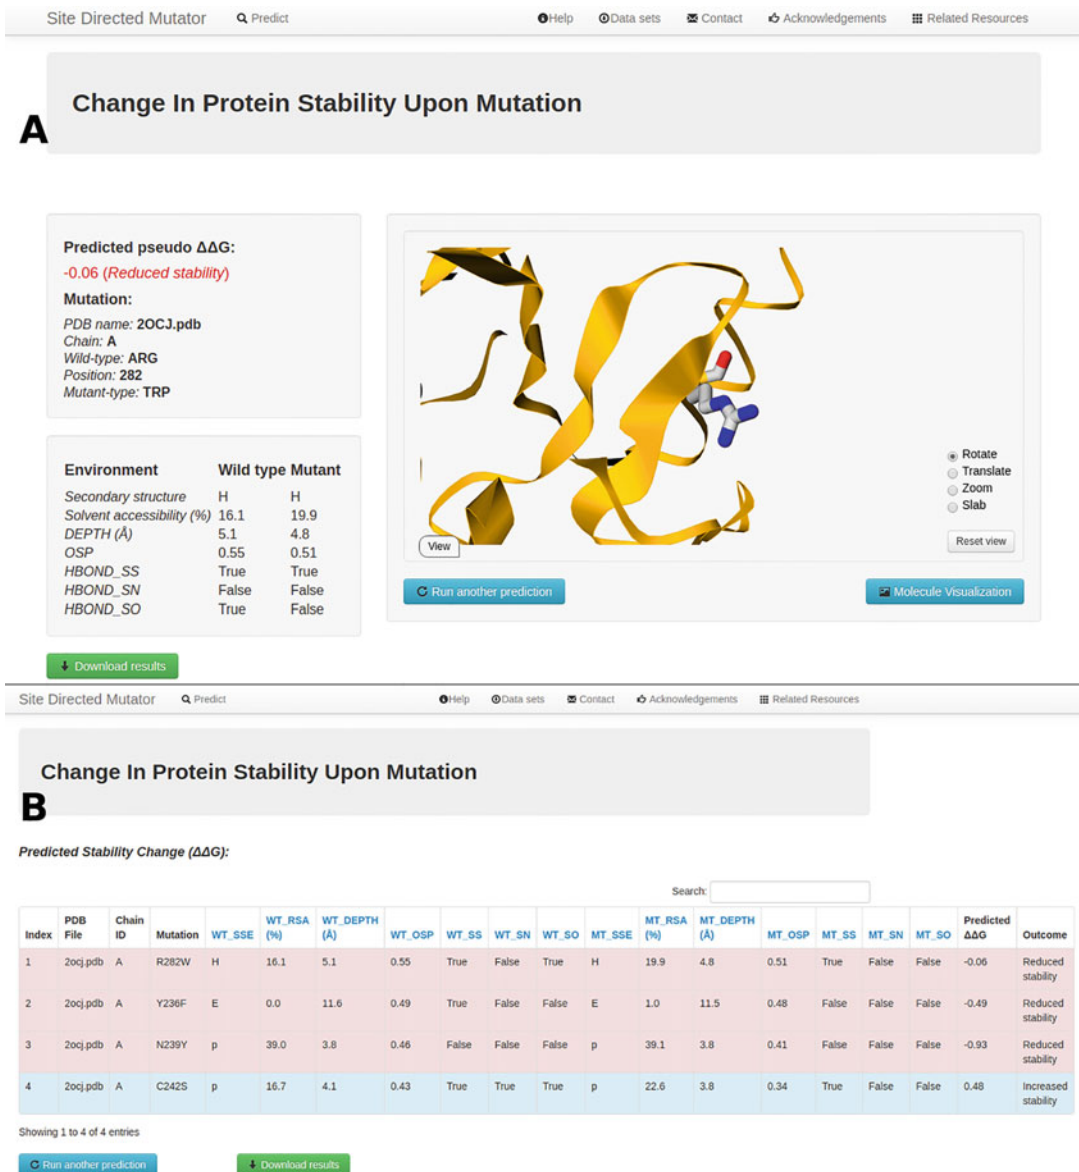 Site Directed Mutator Predict Help Data sets Contact Acknowledgements Related Resources
Change In Protein Stability Upon Mutation
A
Predicted pseudo ΔΔG:
-0.06 (Reduced stability)
Mutation:
PDB name: 2OCJ.pdb
Chain: A
Wild-type: ARG
Position: 282
Mutant-type: TRP
Environment Wild type Mutant
Secondary structure H H
Solvent accessibility (%) 16.1 19.9
DEPTH (Å) 5.1 4.8
OSP 0.55 0.51
HBOND_SS True True
HBOND_SN False False
HBOND_SO True False
Rotate
Translate
Zoom
Slab
View
Reset view
Run another prediction
Molecule Visualization
Download results
Site Directed Mutator Predict Help Data sets Contact Acknowledgements Related Resources
Change In Protein Stability Upon Mutation
B
Predicted Stability Change (ΔΔG):
Search:
Index PDB File Chain ID Mutation WT_SSE WT_RSA (%) WT_DEPTH (Å) WT_OSP WT_SS WT_SN WT_SO MT_SSE MT_RSA (%) MT_DEPTH (Å) MT_OSP MT_SS MT_SN MT_SO Predicted ΔΔG Outcome
1 2ocj.pdb A R282W H 16.1 5.1 0.55 True False True H 19.9 4.8 0.51 True False False -0.06 Reduced stability
2 2ocj.pdb A Y236F E 0.0 11.6 0.49 True False False E 1.0 11.5 0.48 False False False -0.49 Reduced stability
3 2ocj.pdb A N239Y p 39.0 3.8 0.46 False False False p 39.1 3.8 0.41 False False False -0.93 Reduced stability
4 2ocj.pdb A C242S p 16.7 4.1 0.43 True True True p 22.6 3.8 0.34 True False False 0.48 Increased stability
Showing 1 to 4 of 4 entries
Run another prediction
Download results